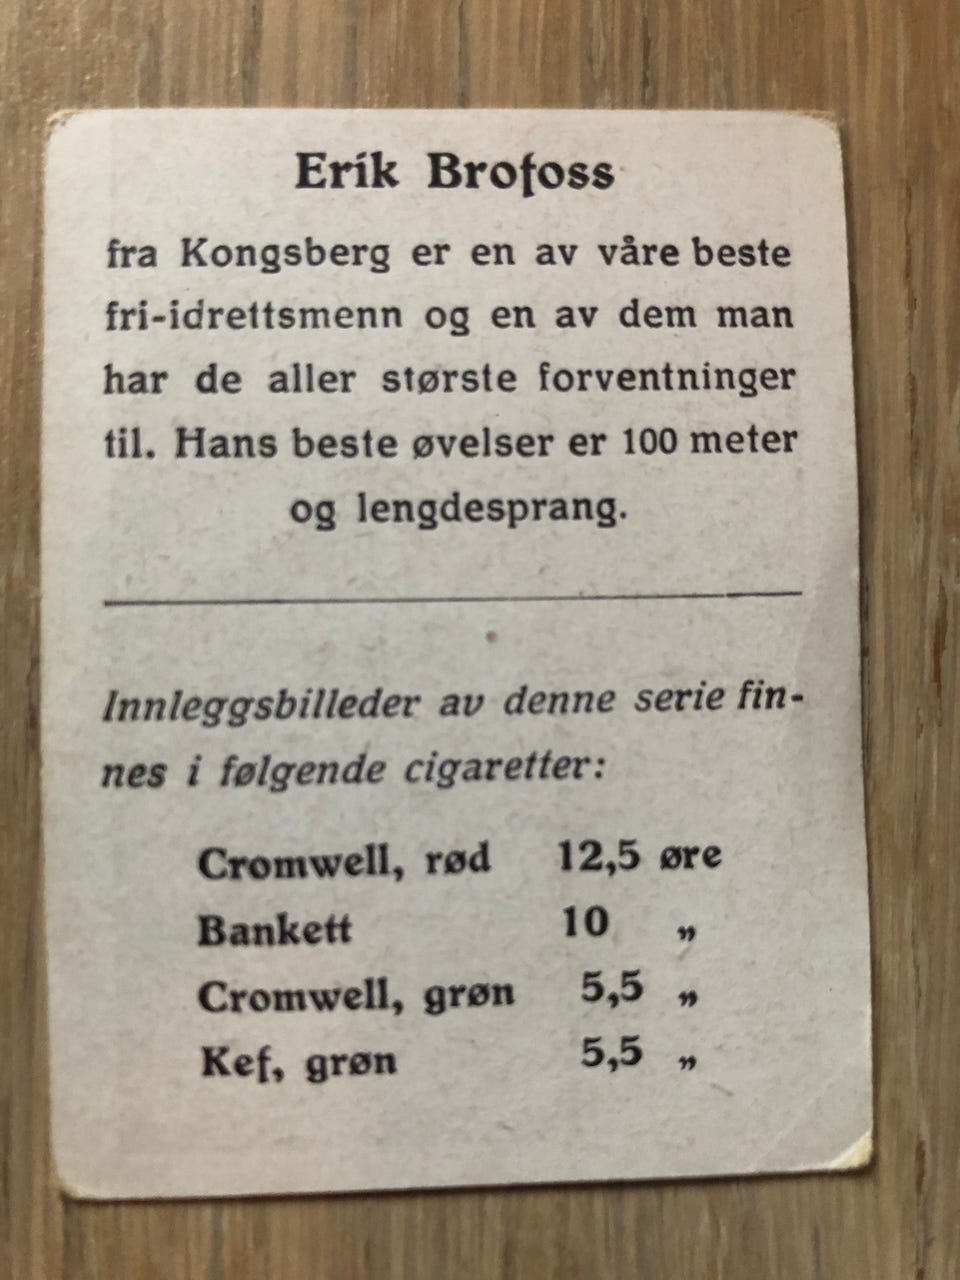 Erik Brofoss
fra Kongsberg er en av våre beste
fri-idrettsmenn og en av dem man
har de aller største forventninger
til. Hans beste øvelser er 100 meter
og lengdesprang.
Innleggsbilleder av denne serie fin-
nes i følgende cigaretter:
Cromwell, rød 12,5 øre
Bankett 10 „
Cromwell, grøn 5,5 „
Kef, grøn 5,5 „